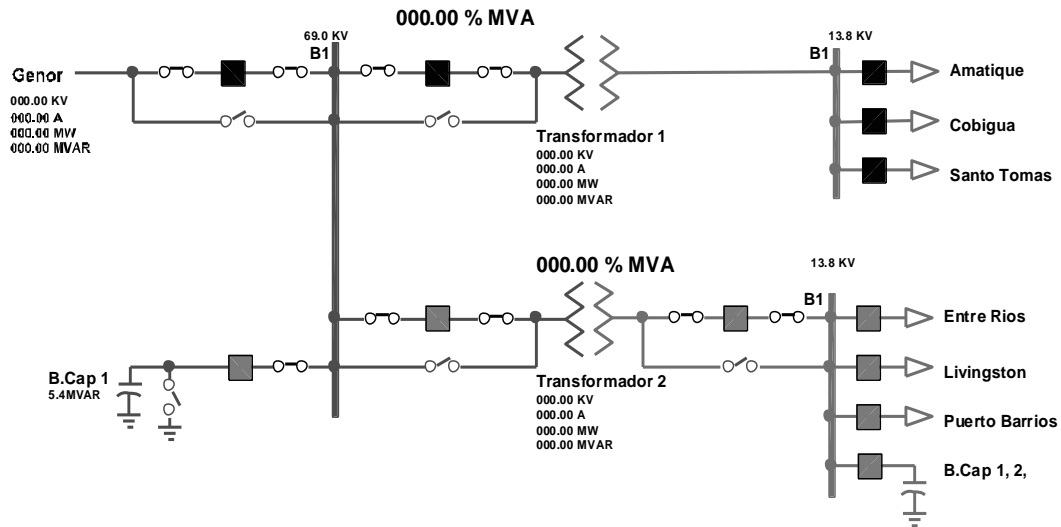 000.00 % MVA
69.0 KV
B1
13.8 KV
B1
Genor
000.00 KV
000.00 A
000.00 MW
000.00 MVAR
Amatique
Cobigua
Santo Tomas
Transformador 1
000.00 KV
000.00 A
000.00 MW
000.00 MVAR
000.00 % MVA
13.8 KV
B1
Entre Rios
Livingston
Puerto Barrios
B.Cap 1, 2,
B.Cap 1
5.4MVAR
Transformador 2
000.00 KV
000.00 A
000.00 MW
000.00 MVAR